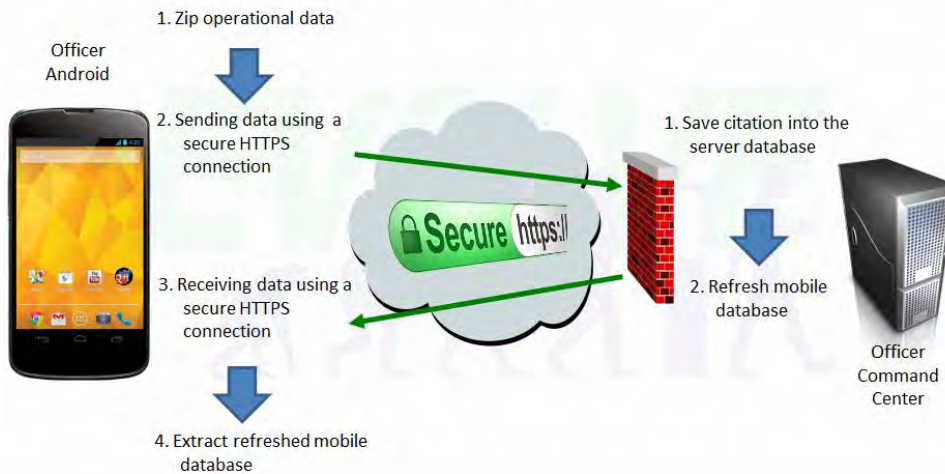 1. Zip operational data
Officer
Android
2. Sending data using a
secure HTTPS
connection
1. Save citation into the
server database
Secure
https://
3. Receiving data using a
secure HTTPS
connection
2. Refresh mobile
database
4. Extract refreshed mobile
database
Officer
Command
Center